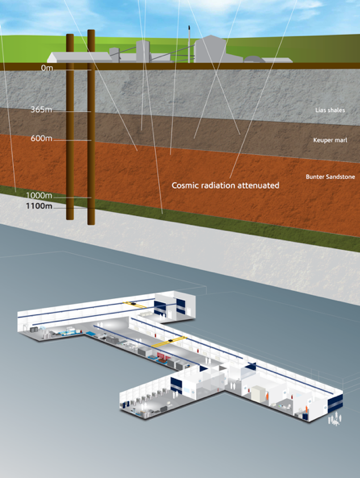 0m
365m
Lias shales
600m
Keuper marl
Bunter Sandstone
Cosmic radiation attenuated
1000m
1100m